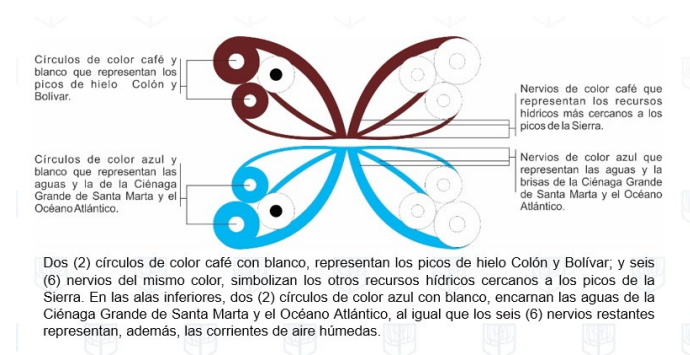 Círculos de color café y
blanco que representan los
picos de hielo Colón y
Bolívar.
Nervios de color café que
representan los recursos
hídricos más cercanos a los
picos de la Sierra.
Círculos de color azul y
blanco que representan las
aguas y la de la Ciénaga
Grande de Santa Marta y el
Océano Atlántico.
Nervios de color azul que
representan las aguas y la
brisas de la Ciénaga Grande
de Santa Marta y el Océano
Atlántico.
Dos (2) círculos de color café con blanco, representan los picos de hielo Colón y Bolívar; y seis
(6) nervios del mismo color, simbolizan los otros recursos hídricos cercanos a los picos de la
Sierra. En las alas inferiores, dos (2) círculos de color azul con blanco, encarnan las aguas de la
Ciénaga Grande de Santa Marta y el Océano Atlántico, al igual que los seis (6) nervios restantes
representan, además, las corrientes de aire húmedas.